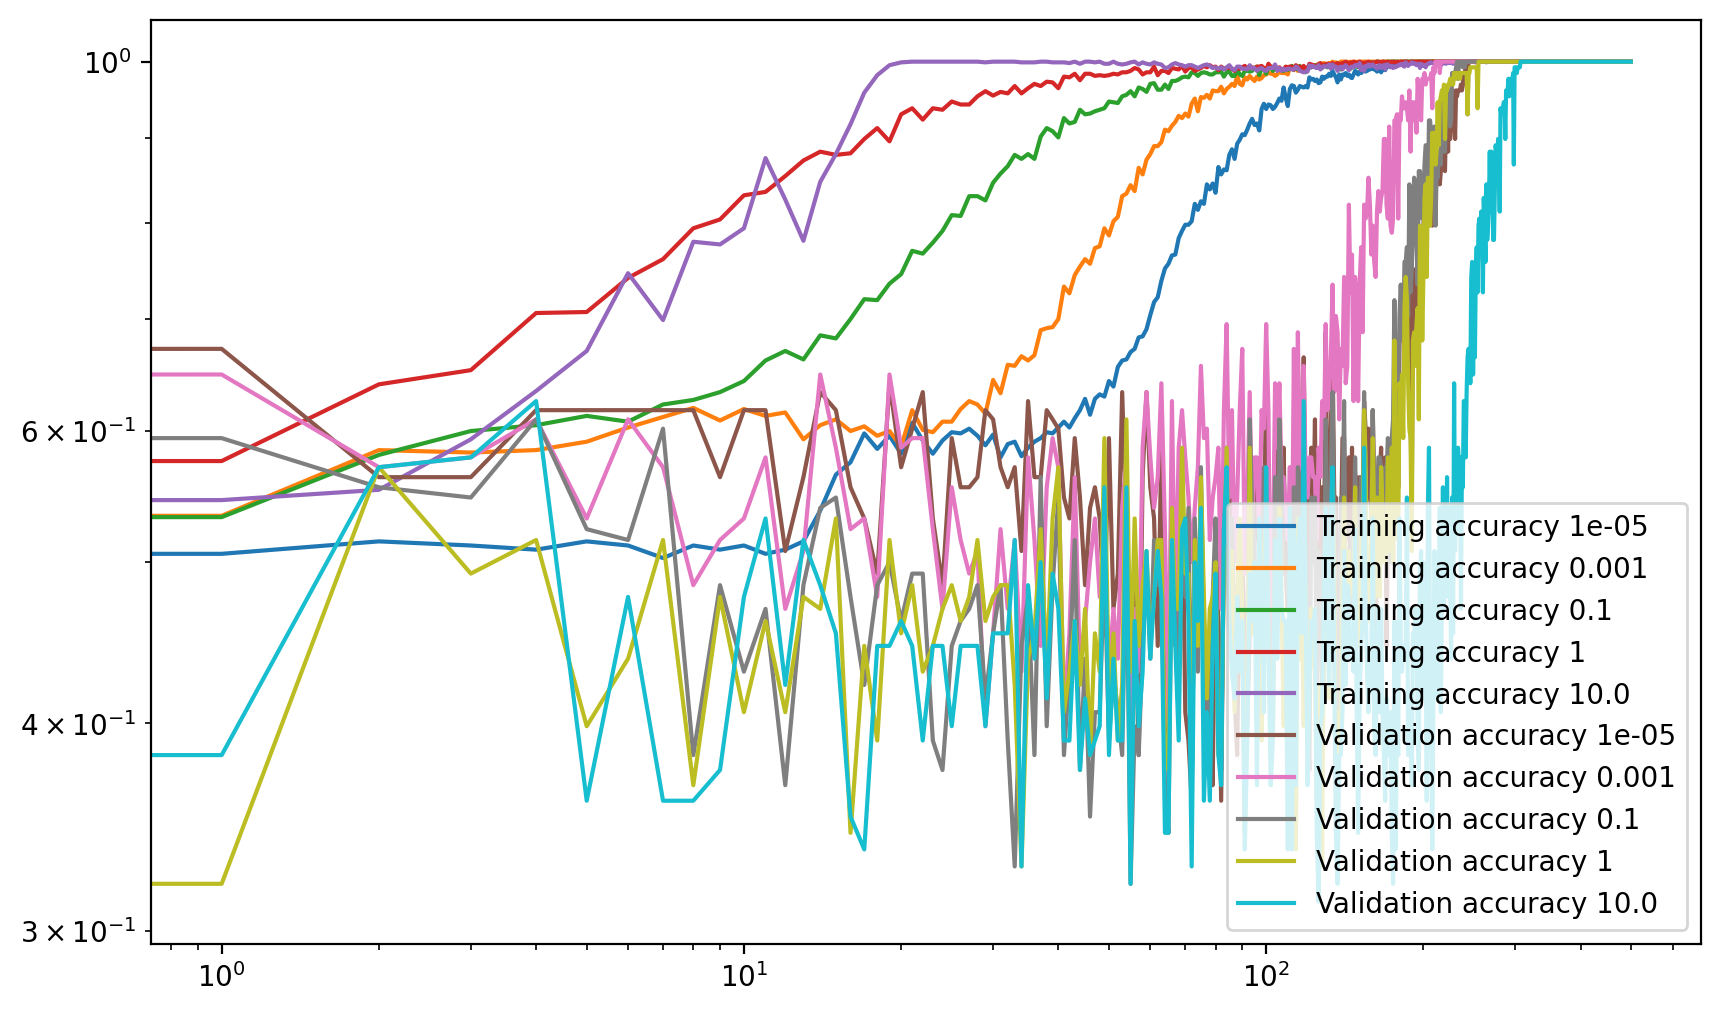 10⁰
6 × 10⁻¹
4 × 10⁻¹
3 × 10⁻¹
10⁰
10¹
10²
Training accuracy 1e-05
Training accuracy 0.001
Training accuracy 0.1
Training accuracy 1
Training accuracy 10.0
Validation accuracy 1e-05
Validation accuracy 0.001
Validation accuracy 0.1
Validation accuracy 1
Validation accuracy 10.0